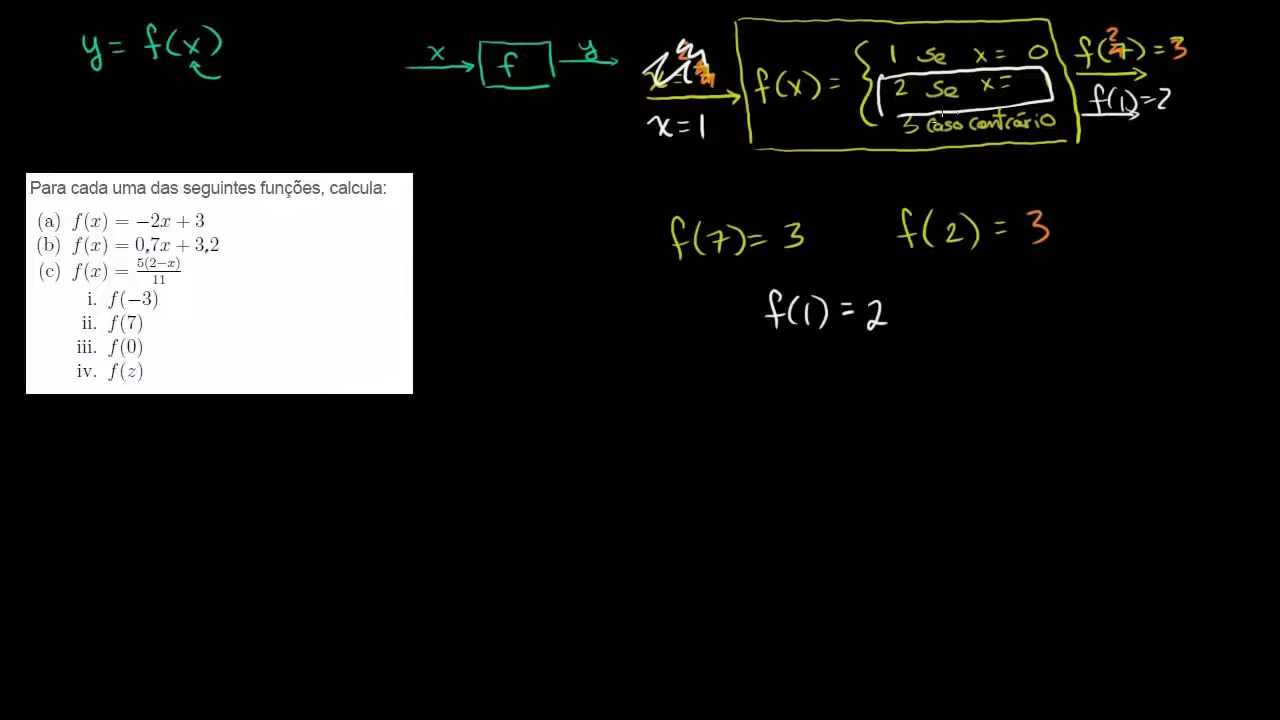 y = f(x)
x f y
x = 1
f(x) = { 1 se x = 0
2 se x =
3 caso contrário
f(2) = 3
f(1) = 2
Para cada uma das seguintes funções, calcula:
(a) f(x) = −2x + 3
(b) f(x) = 0,7x + 3,2
(c) f(x) = 5(2−x)/11
i. f(−3)
ii. f(7)
iii. f(0)
iv. f(z)
f(7) = 3 f(2) = 3
f(1) = 2